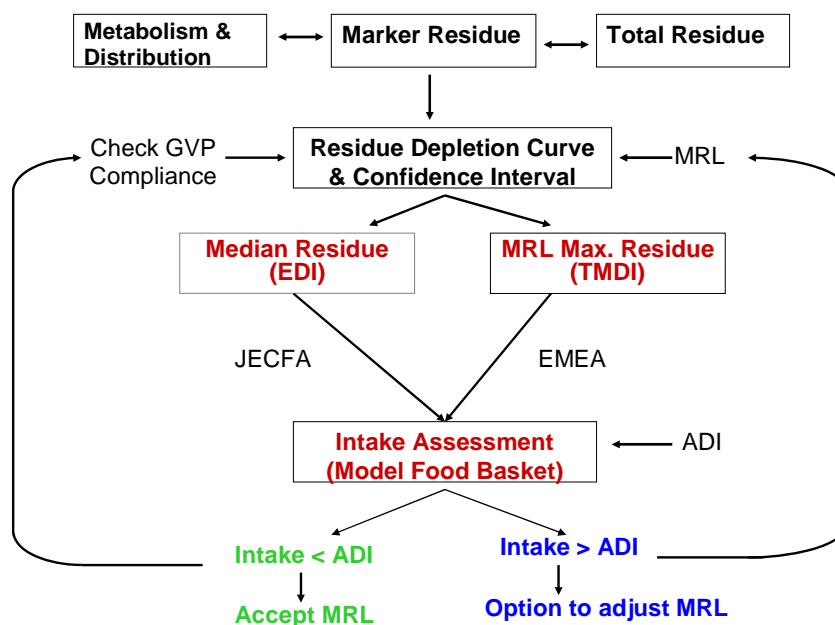 Metabolism &
Distribution
Marker Residue
Total Residue
Check GVP
Compliance
Residue Depletion Curve
& Confidence Interval
MRL
Median Residue
(EDI)
MRL Max. Residue
(TMDI)
JECFA
EMEA
Intake Assessment
(Model Food Basket)
ADI
Intake < ADI
Intake > ADI
Accept MRL
Option to adjust MRL